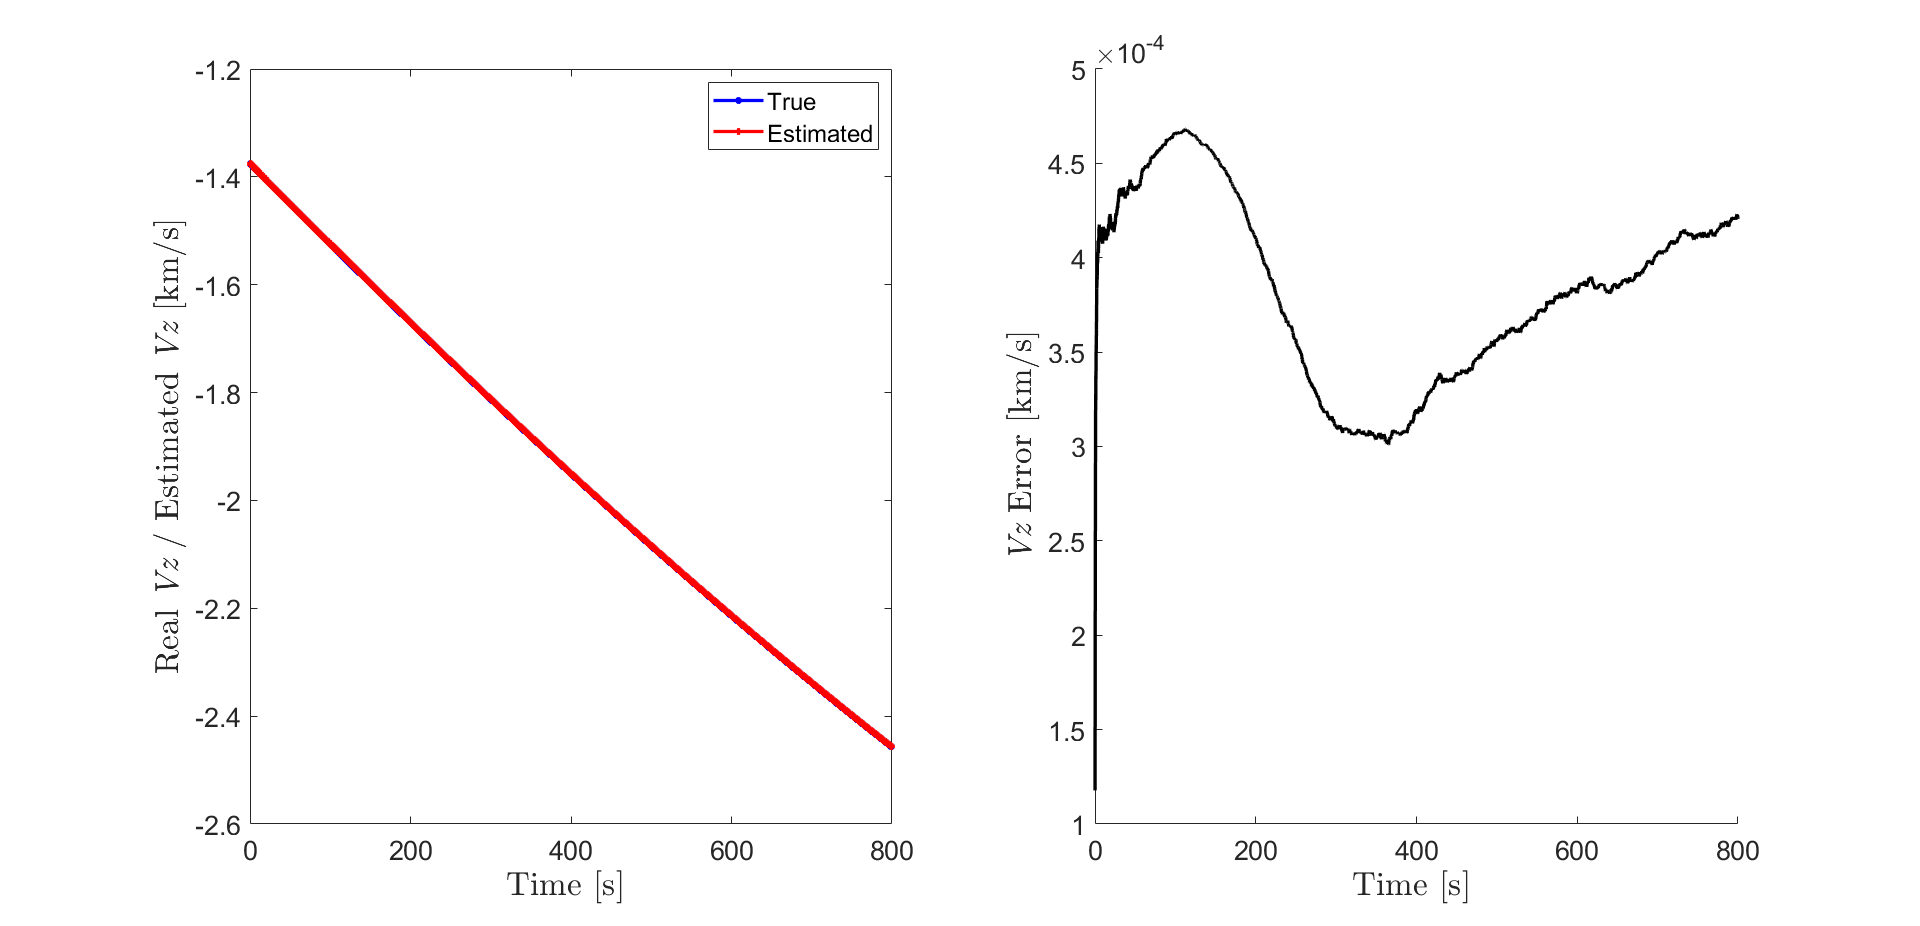 -1.2
-1.4
-1.6
-1.8
-2
-2.2
-2.4
-2.6
0 200 400 600 800
Time [s]
Real Vz / Estimated Vz [km/s]
True
Estimated
×10-4
5
4.5
4
3.5
3
2.5
2
1.5
1
0 200 400 600 800
Time [s]
Vz Error [km/s]